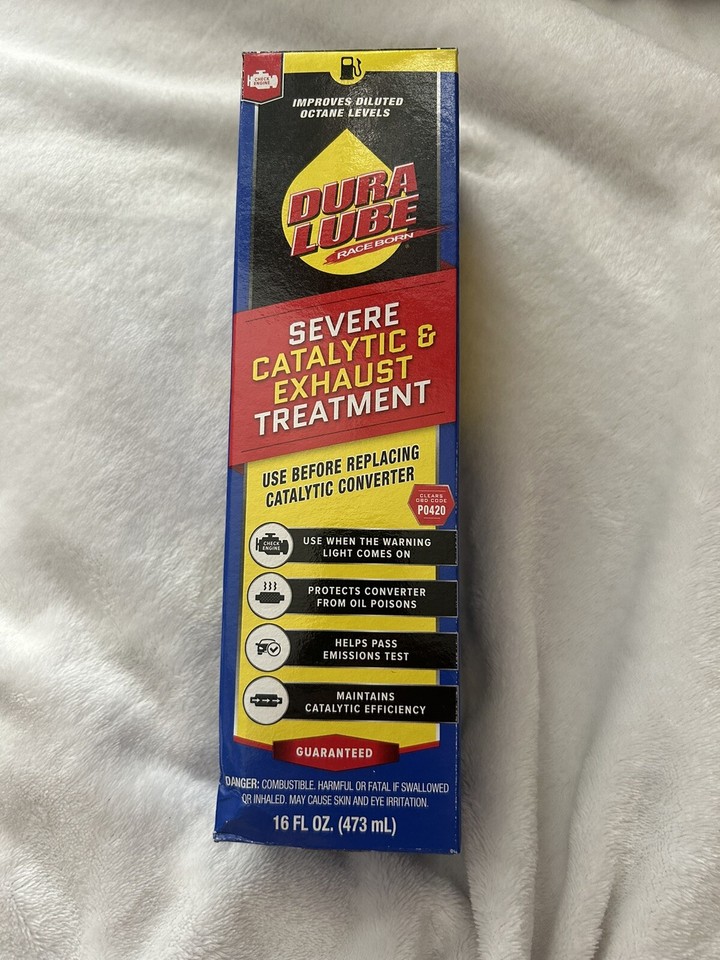 CHECK
ENGINE
IMPROVES DILUTED
OCTANE LEVELS
DURA
LUBE
RACE BORN
SEVERE
CATALYTIC &
EXHAUST
TREATMENT
USE BEFORE REPLACING
CATALYTIC CONVERTER
CLEARS
OBD CODE
P0420
CHECK
ENGINE
USE WHEN THE WARNING
LIGHT COMES ON
PROTECTS CONVERTER
FROM OIL POISONS
HELPS PASS
EMISSIONS TEST
MAINTAINS
CATALYTIC EFFICIENCY
GUARANTEED
DANGER: COMBUSTIBLE. HARMFUL OR FATAL IF SWALLOWED
OR INHALED. MAY CAUSE SKIN AND EYE IRRITATION.
16 FL OZ. (473 mL)